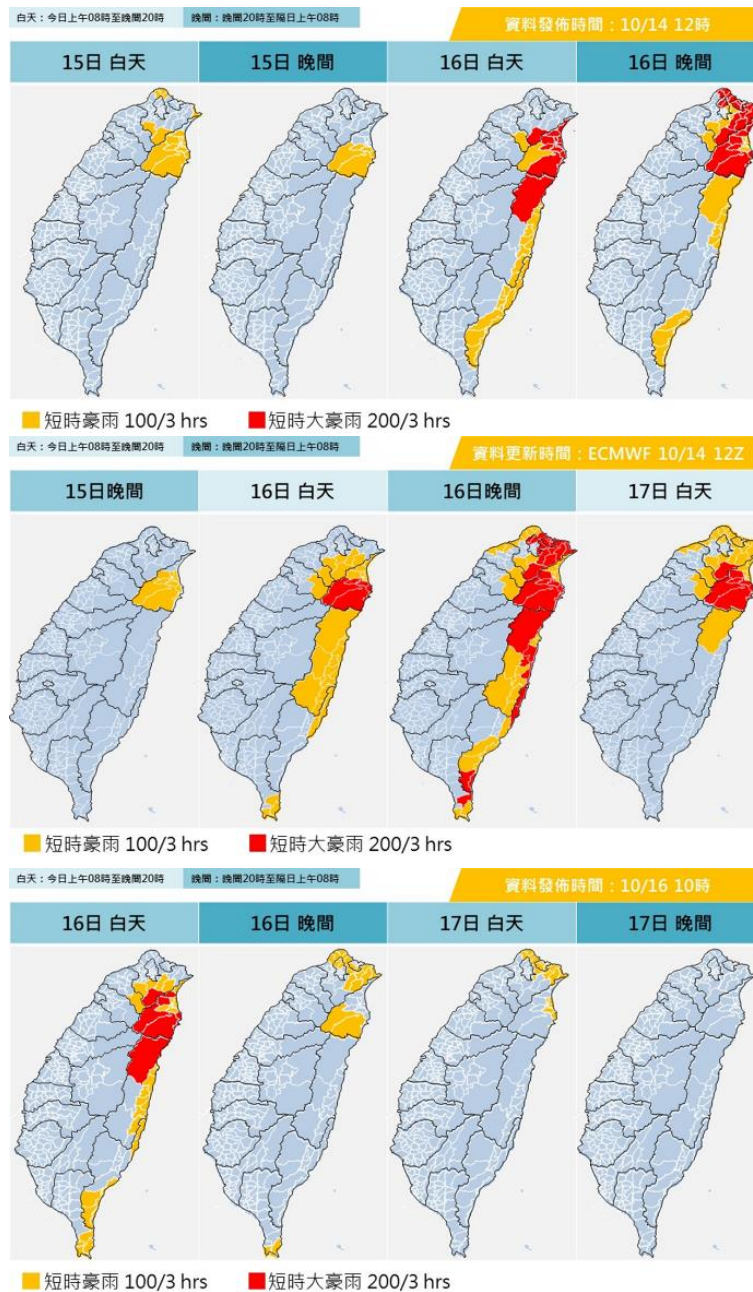 白天：今日上午08時至晚間20時 晚間：晚間20時至隔日上午08時 資料發佈時間：10/14 12時
15日 白天 15日 晚間 16日 白天 16日 晚間
短時豪雨 100/3 hrs 短時大豪雨 200/3 hrs
白天：今日上午08時至晚間20時 晚間：晚間20時至隔日上午08時 資料更新時間：ECMWF 10/14 12Z
15日晚間 16日 白天 16日晚間 17日 白天
短時豪雨 100/3 hrs 短時大豪雨 200/3 hrs
白天：今日上午08時至晚間20時 晚間：晚間20時至隔日上午08時 資料發佈時間：10/16 10時
16日 白天 16日 晚間 17日 白天 17日 晚間
短時豪雨 100/3 hrs 短時大豪雨 200/3 hrs